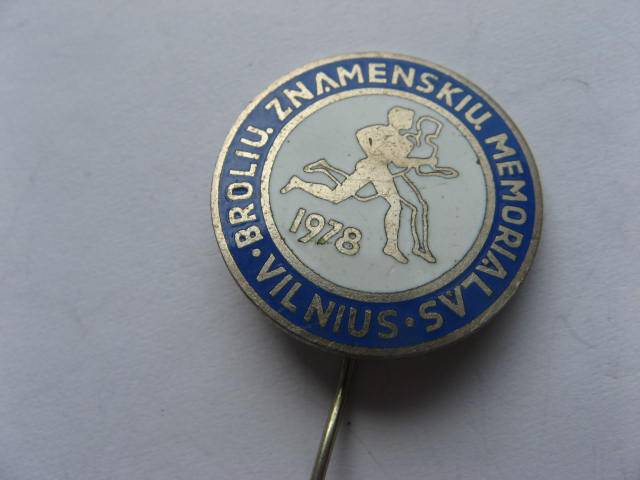 BROLIŲ ZNAMENSKIŲ MEMORIALAS
· VILNIUS ·
1978